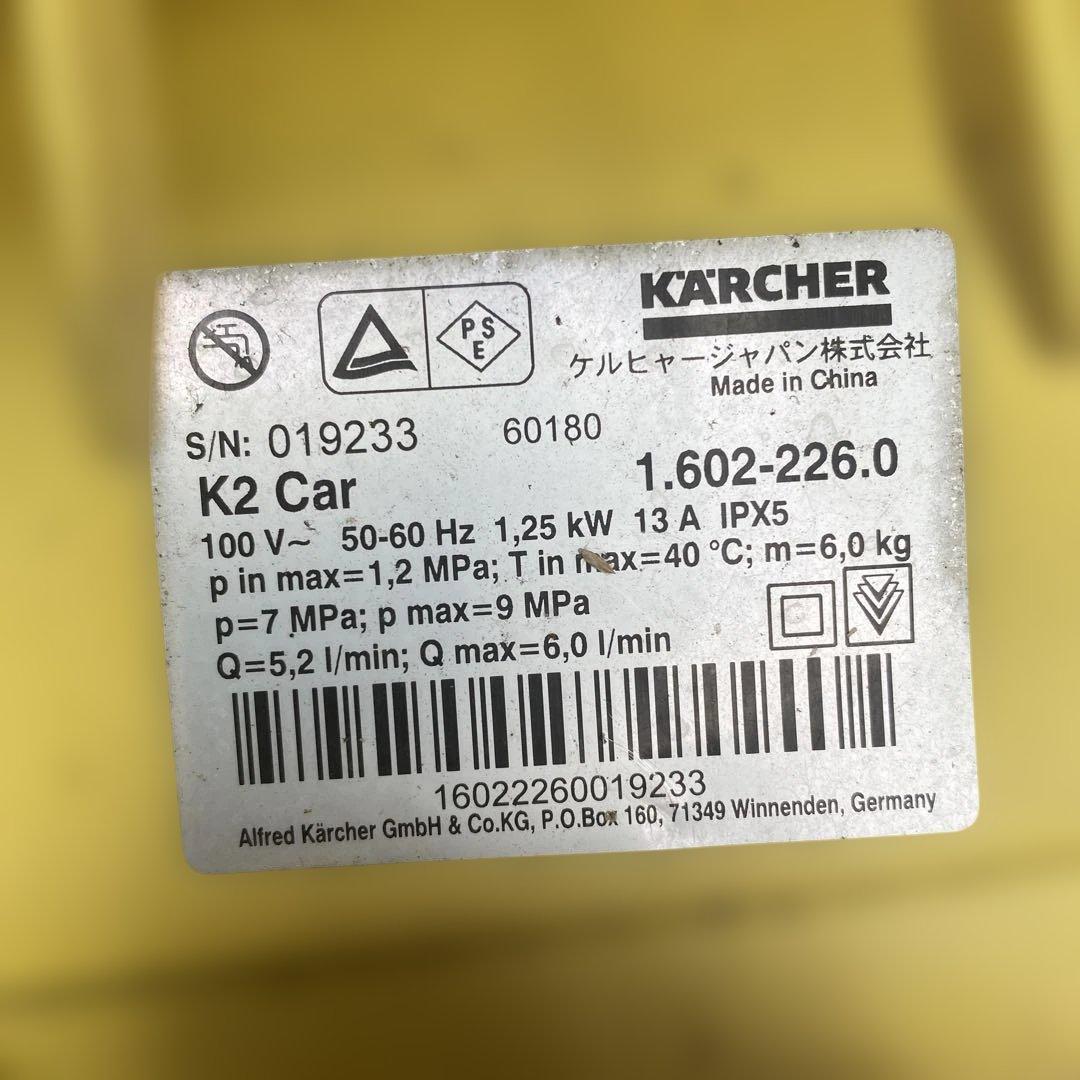 KÄRCHER
PSE
ケルヒャージャパン株式会社
Made in China
S/N: 019233 60180
K2 Car 1.602-226.0
100 V~ 50-60 Hz 1,25 kW 13 A IPX5
p in max=1,2 MPa; T in max=40 °C; m=6,0 kg
p=7 MPa; p max=9 MPa
Q=5,2 l/min; Q max=6,0 l/min
16022260019233
Alfred Kärcher GmbH & Co.KG, P.O.Box 160, 71349 Winnenden, Germany